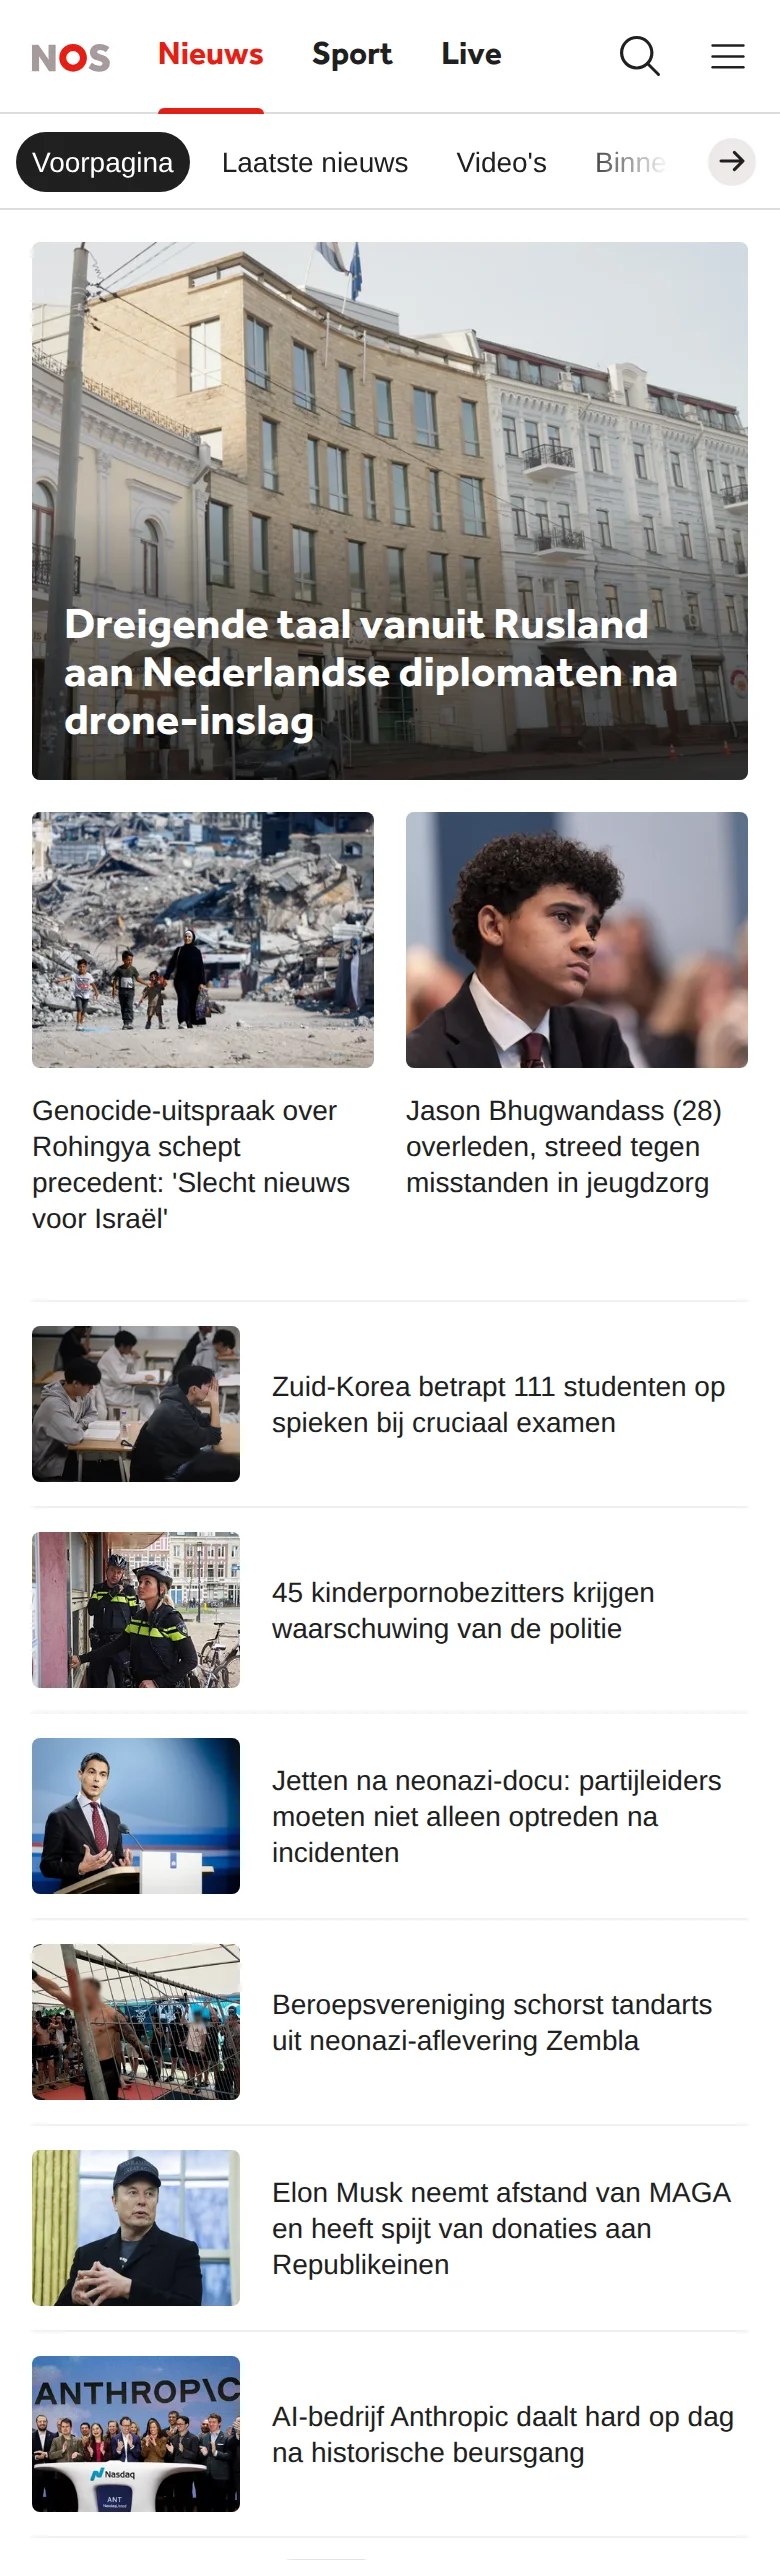 NOS
Nieuws
Sport
Live
Voorpagina
Laatste nieuws
Video's
Binne
Dreigende taal vanuit Rusland
aan Nederlandse diplomaten na
drone-inslag
Genocide-uitspraak over
Rohingya schept
precedent: 'Slecht nieuws
voor Israël'
Jason Bhugwandass (28)
overleden, streed tegen
misstanden in jeugdzorg
Zuid-Korea betrapt 111 studenten op
spieken bij cruciaal examen
45 kinderpornobezitters krijgen
waarschuwing van de politie
Jetten na neonazi-docu: partijleiders
moeten niet alleen optreden na
incidenten
Beroepsvereniging schorst tandarts
uit neonazi-aflevering Zembla
Elon Musk neemt afstand van MAGA
en heeft spijt van donaties aan
Republikeinen
ANTHROP\C
Nasdaq
ANT
AI-bedrijf Anthropic daalt hard op dag
na historische beursgang